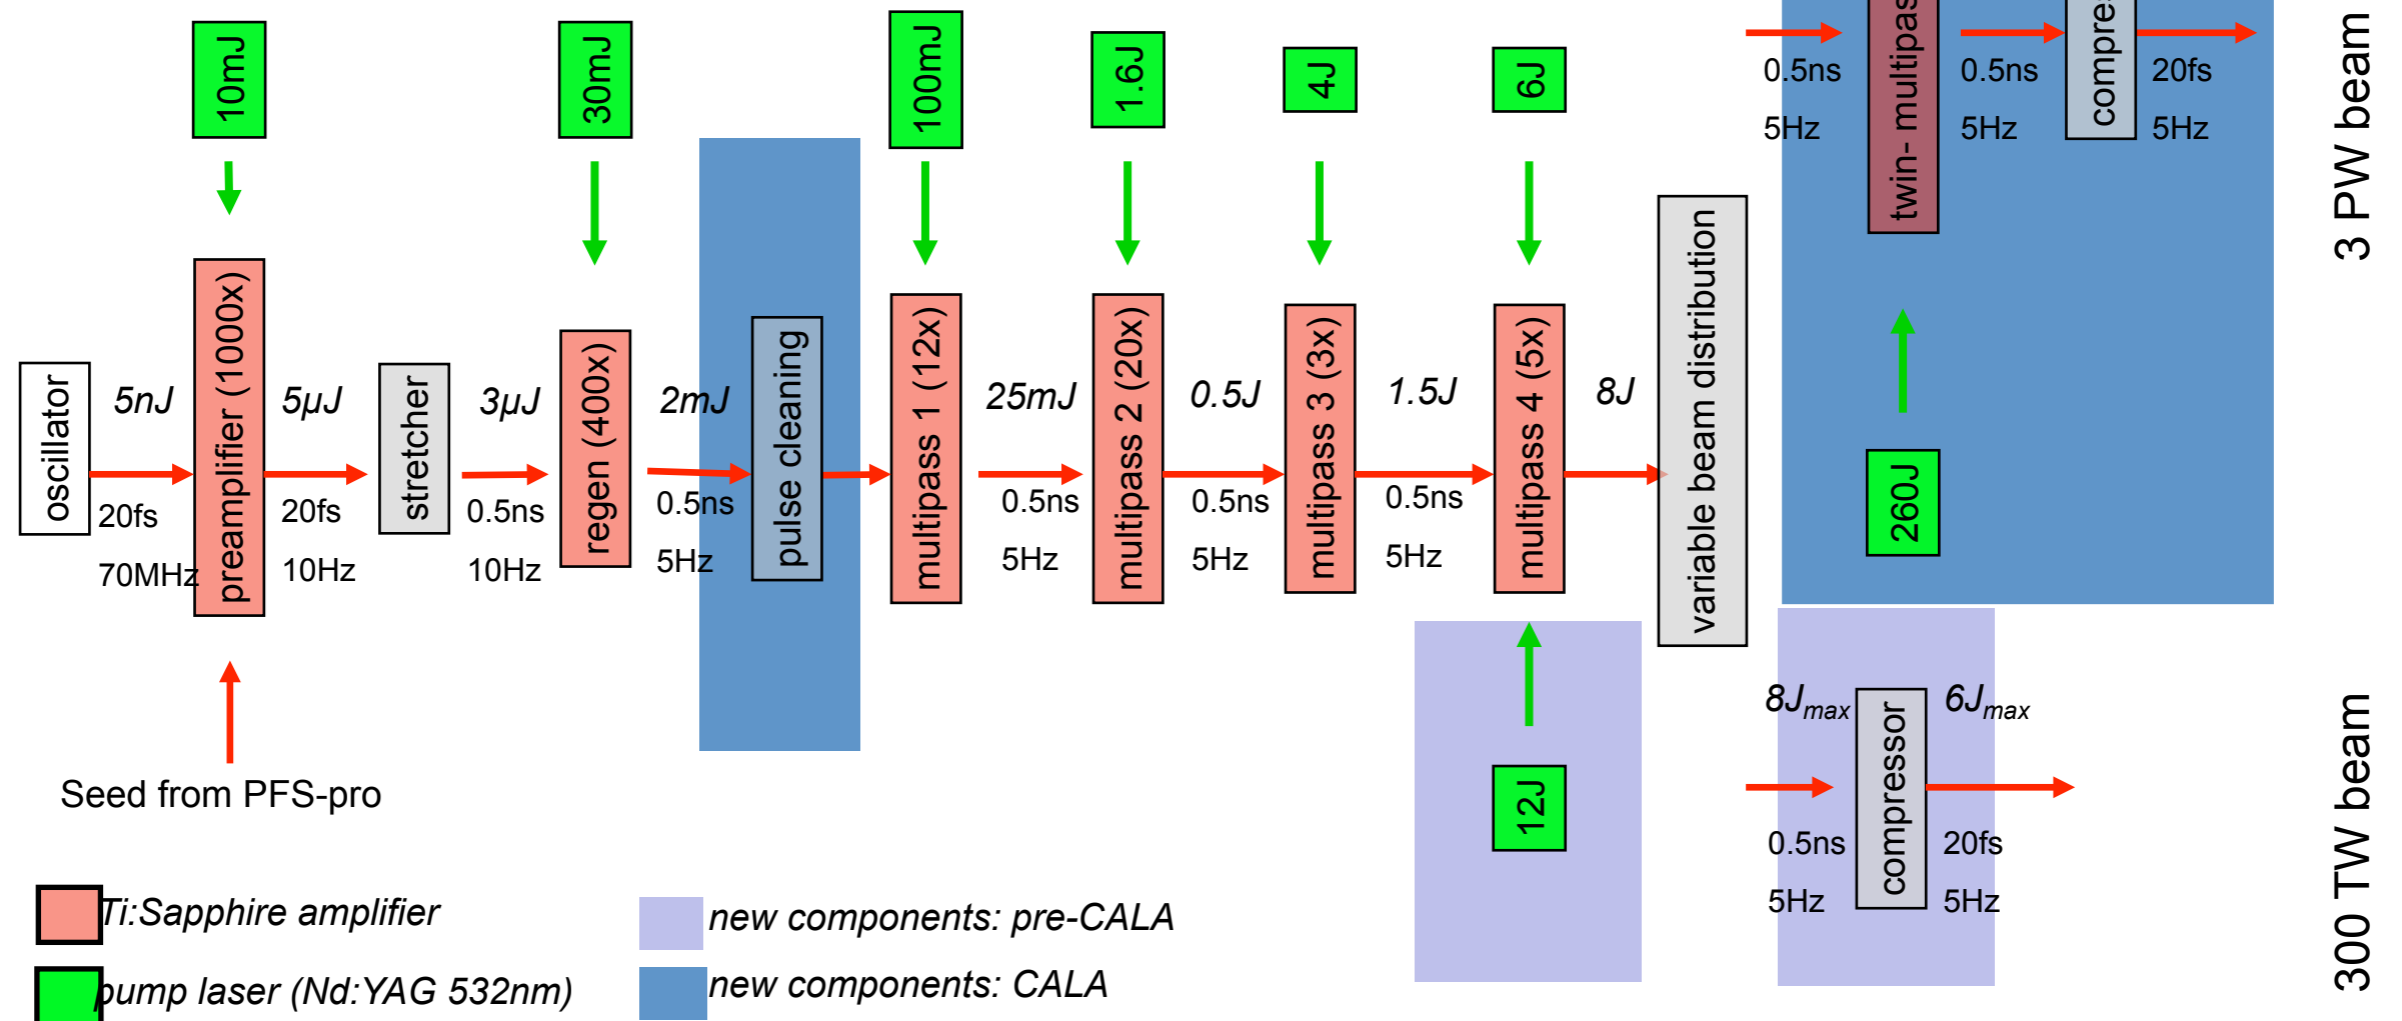 10mJ
30mJ
100mJ
1.6J
4J
6J
0.5ns
5Hz
0.5ns
5Hz
20fs
5Hz
3 PW beam
oscillator
5nJ
20fs
70MHz
preamplifier (1000x)
5µJ
20fs
10Hz
stretcher
3µJ
0.5ns
10Hz
regen (400x)
2mJ
0.5ns
5Hz
pulse cleaning
multipass 1 (12x)
25mJ
0.5ns
5Hz
multipass 2 (20x)
0.5J
0.5ns
5Hz
multipass 3 (3x)
1.5J
0.5ns
5Hz
multipass 4 (5x)
8J
variable beam distribution
260J
Seed from PFS-pro
12J
8Jmax
0.5ns
5Hz
compressor
6Jmax
20fs
5Hz
300 TW beam
Ti:Sapphire amplifier
pump laser (Nd:YAG 532nm)
new components: pre-CALA
new components: CALA
twin-